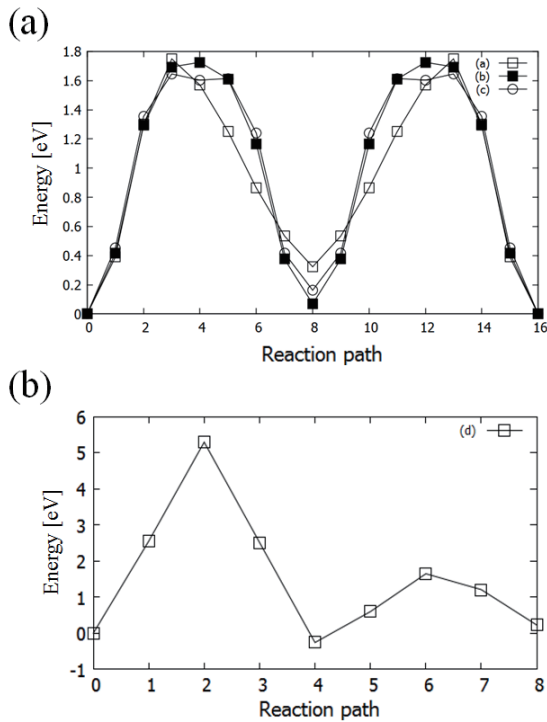 (a)
1.8
1.6
1.4
1.2
1
0.8
0.6
0.4
0.2
0
Energy [eV]
(a)
(b)
(c)
0 2 4 6 8 10 12 14 16
Reaction path
(b)
6
5
4
3
2
1
0
-1
Energy [eV]
(d)
0 1 2 3 4 5 6 7 8
Reaction path